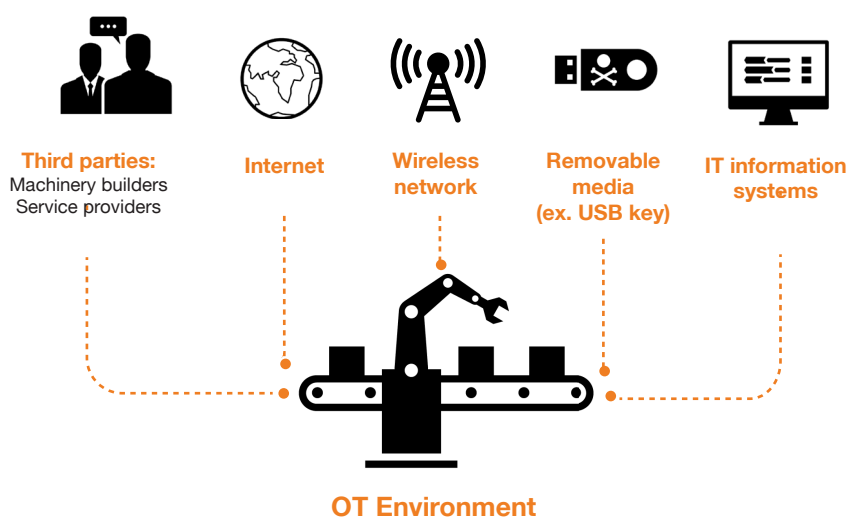 Third parties:
Machinery builders
Service providers
Internet
Wireless
network
Removable
media
(ex. USB key)
IT information
systems
OT Environment